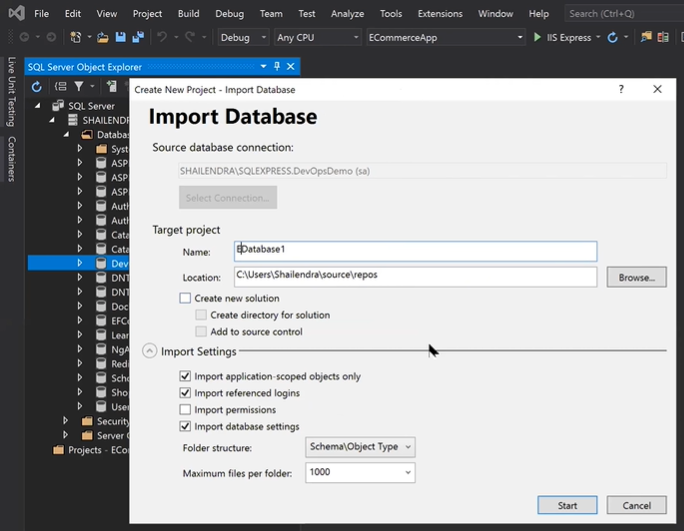 File Edit View Project Build Debug Team Test Analyze Tools Extensions Window Help Search (Ctrl+Q)
Debug Any CPU ECommerceApp IIS Express
Live Unit Testing
Containers
SQL Server Object Explorer
SQL Server
SHAILENDR
Databa
Syst
ASP
ASP
ASP
Auth
Auth
Cata
Cata
Dev
DNT
DNT
Doc
EFCo
Lear
NgA
Redi
Scho
Sho
User
Security
Server O
Projects - ECom
Create New Project - Import Database
Import Database
Source database connection:
SHAILENDRA\SQLEXPRESS.DevOpsDemo (sa)
Select Connection...
Target project
Name: EDatabase1
Location: C:\Users\Shailendra\source\repos Browse...
Create new solution
Create directory for solution
Add to source control
Import Settings
Import application-scoped objects only
Import referenced logins
Import permissions
Import database settings
Folder structure: Schema\Object Type
Maximum files per folder: 1000
Start Cancel